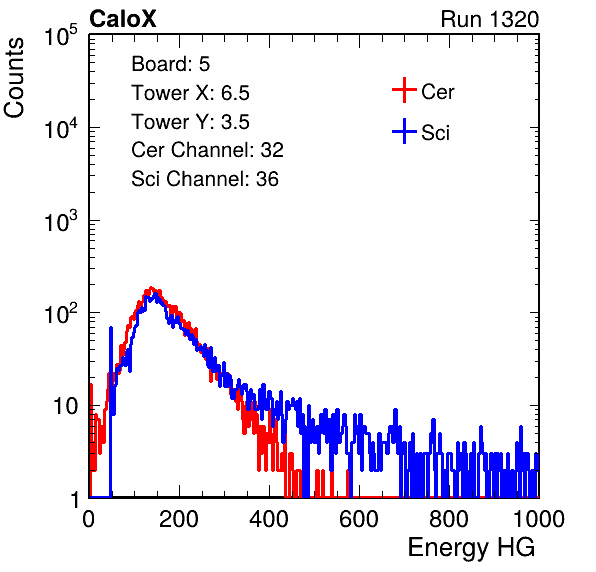 CaloX Run 1320
Counts
10^5
10^4
10^3
10^2
10
1
Board: 5
Tower X: 6.5
Tower Y: 3.5
Cer Channel: 32
Sci Channel: 36
Cer
Sci
0 200 400 600 800 1000
Energy HG